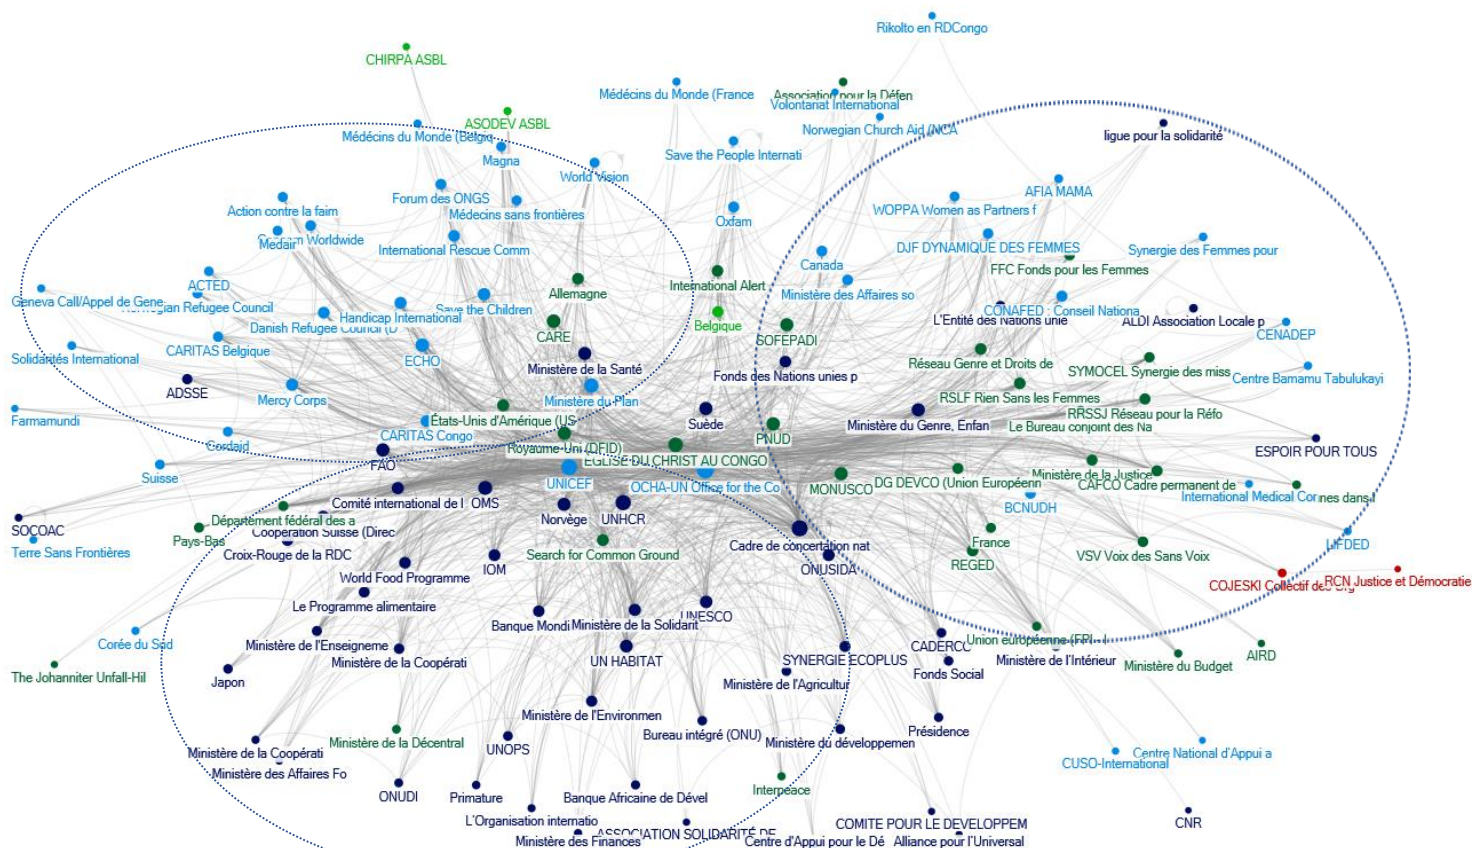 Rikolto en RDCongo
CHIRPA ASBL
Médécins du Monde (France
Association pour la Défen
Volontariat International
ASODEV ASBL
Norwegian Church Aid (NCA
Médécins du Monde (Belgiq
ligue pour la solidarité
Magna
Save the People Internati
World Vision
Forum des ONGS
AFIA MAMA
Action contre la faim
Médecins sans frontières
WOPPA Women as Partners f
Oxfam
Medair
Worldwide
International Rescue Comm
DJF DYNAMIQUE DES FEMMES
Synergie des Femmes pour
Canada
FFC Fonds pour les Femmes
ACTED
International Alert
Ministère des Affaires so
Allemagne
Geneva Call/Appel de Gene
Norwegian Refugee Council
Save the Children
Handicap International
CONAFED : Conseil Nationa
L'Entité des Nations unie
ALDI Association Locale p
Danish Refugee Council (D
Belgique
CARE
SOFEPADI
CENADEP
CARITAS Belgique
Solidarités International
ECHO
Ministère de la Santé
Fonds des Nations unies p
Réseau Genre et Droits de
SYMOCEL Synergie des miss
Centre Bamamu Tabulukayi
ADSSE
Mercy Corps
Ministère du Plan
RSLF Rien Sans les Femmes
RRSSJ Réseau pour la Réfo
Farmamundi
États-Unis d'Amérique (US
Suède
Ministère du Genre, Enfan
Le Bureau conjoint des Na
Cordaid
CARITAS Congo
PNUD
Royaume-Uni (DFID)
ESPOIR POUR TOUS
EGLISE DU CHRIST AU CONGO
FAO
Suisse
UNICEF
OCHA-UN Office for the Co
MONUSCO
DG DEVCO (Union Européenn
Ministère de la Justice
CAFCO Cadre permanent de
International Medical Cor
nes dans l
Comité international de l
OMS
BCNUDH
Norvège
UNHCR
SOCOAC
Département fédéral des a
Pays-Bas
Coopération Suisse (Direc
Terre Sans Frontières
Croix-Rouge de la RDC
Search for Common Ground
Cadre de concertation nat
France
LIFDED
VSV Voix des Sans Voix
IOM
ONUSIDA
REGED
World Food Programme
COJESKI Collectif des Org
RCN Justice et Démocratie
Le Programme alimentaire
UNESCO
Banque Mondi
Ministère de la Solidarit
Corée du Sud
Ministère de l'Enseigneme
Union européenne (FPI
CADERCO
Ministère de la Coopérati
UN HABITAT
SYNERGIE ECOPLUS
Ministère de l'Intérieur
AIRD
Ministère du Budget
The Johanniter Unfall-Hil
Japon
Ministère de l'Agricultur
Fonds Social
Ministère de l'Environmen
Bureau intégré (ONU)
Présidence
Ministère de la Décentral
Ministère du développemen
Ministère de la Coopérati
UNOPS
Centre National d'Appui a
CUSO-International
Ministère des Affaires Fo
Interpeace
ONUDI
Primature
Banque Africaine de Dével
L'Organisation internatio
CNR
COMITE POUR LE DEVELOPPEM
ASSOCIATION SOLIDARITÉ DE
Ministère des Finances
Centre d'Appui pour le Dé
Alliance pour l'Universal